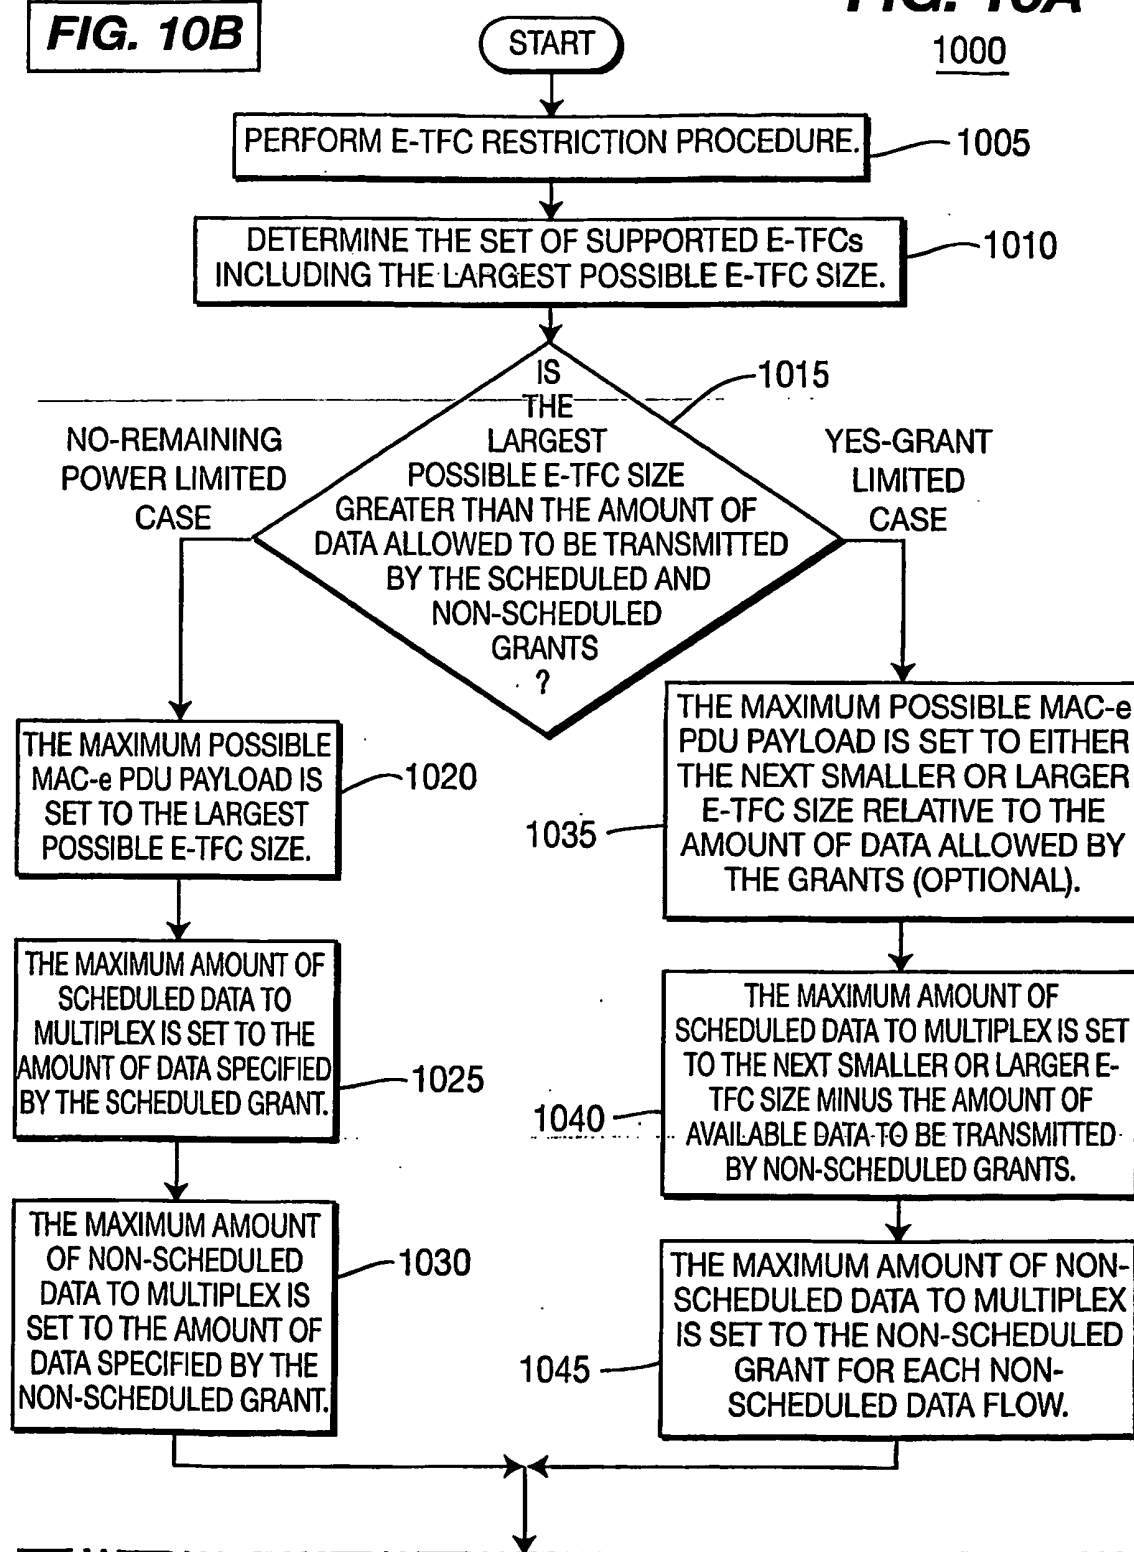 FIG. 10B
START
1000
PERFORM E-TFC RESTRICTION PROCEDURE.
1005
DETERMINE THE SET OF SUPPORTED E-TFCs
INCLUDING THE LARGEST POSSIBLE E-TFC SIZE.
1010
IS
THE
LARGEST
POSSIBLE E-TFC SIZE
GREATER THAN THE AMOUNT OF
DATA ALLOWED TO BE TRANSMITTED
BY THE SCHEDULED AND
NON-SCHEDULED
GRANTS
?
1015
NO-REMAINING
POWER LIMITED
CASE
YES-GRANT
LIMITED
CASE
THE MAXIMUM POSSIBLE
MAC-e PDU PAYLOAD IS
SET TO THE LARGEST
POSSIBLE E-TFC SIZE.
1020
THE MAXIMUM AMOUNT OF
SCHEDULED DATA TO
MULTIPLEX IS SET TO THE
AMOUNT OF DATA SPECIFIED
BY THE SCHEDULED GRANT.
1025
THE MAXIMUM AMOUNT
OF NON-SCHEDULED
DATA TO MULTIPLEX IS
SET TO THE AMOUNT OF
DATA SPECIFIED BY THE
NON-SCHEDULED GRANT.
1030
THE MAXIMUM POSSIBLE MAC-e
PDU PAYLOAD IS SET TO EITHER
THE NEXT SMALLER OR LARGER
E-TFC SIZE RELATIVE TO THE
AMOUNT OF DATA ALLOWED BY
THE GRANTS (OPTIONAL).
1035
THE MAXIMUM AMOUNT OF
SCHEDULED DATA TO MULTIPLEX IS SET
TO THE NEXT SMALLER OR LARGER E-
TFC SIZE MINUS THE AMOUNT OF
AVAILABLE DATA TO BE TRANSMITTED
BY NON-SCHEDULED GRANTS.
1040
THE MAXIMUM AMOUNT OF NON-
SCHEDULED DATA TO MULTIPLEX
IS SET TO THE NON-SCHEDULED
GRANT FOR EACH NON-
SCHEDULED DATA FLOW.
1045